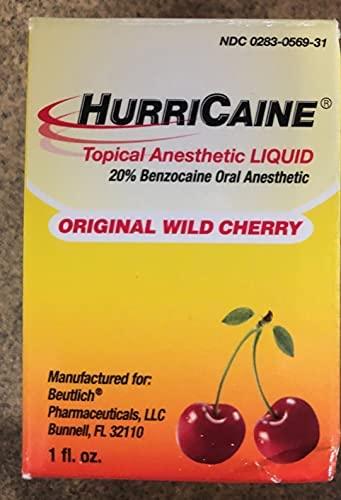 NDC 0283-0569-31
HURRICAINE®
Topical Anesthetic LIQUID
20% Benzocaine Oral Anesthetic
ORIGINAL WILD CHERRY
Manufactured for:
Beutlich®
Pharmaceuticals, LLC
Bunnell, FL 32110
1 fl. oz.